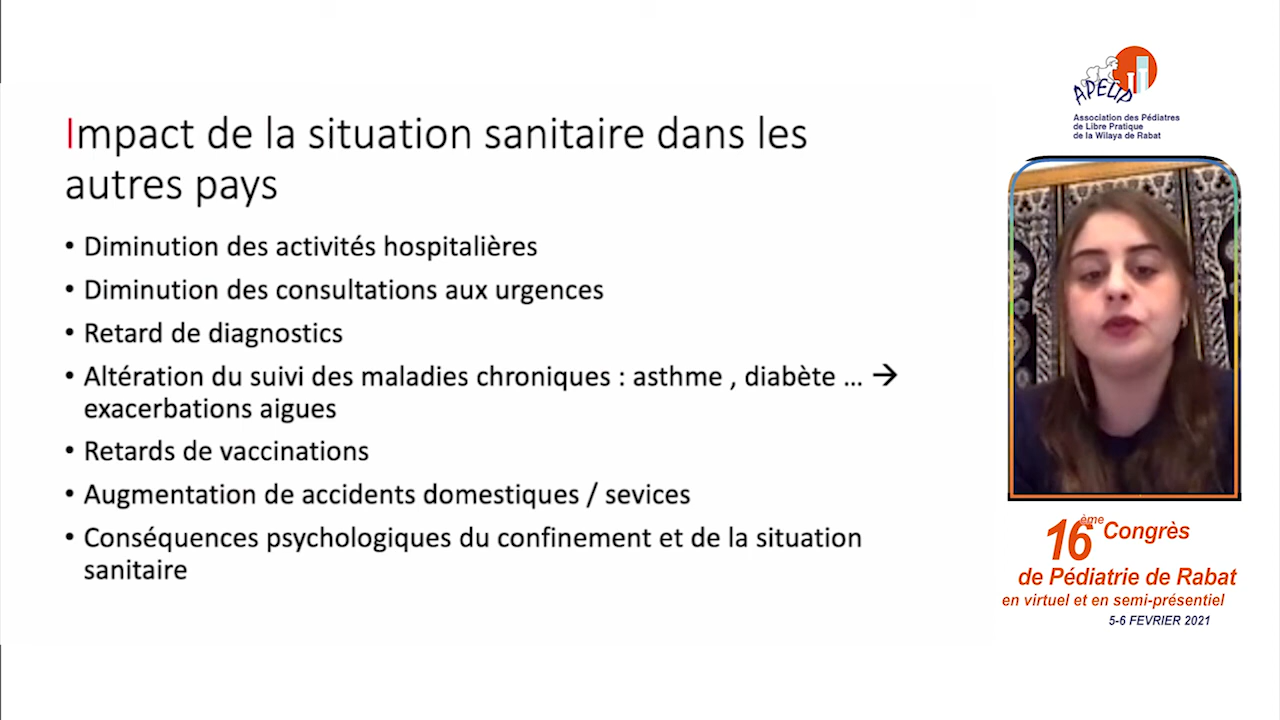 Impact de la situation sanitaire dans les
autres pays
• Diminution des activités hospitalières
• Diminution des consultations aux urgences
• Retard de diagnostics
• Altération du suivi des maladies chroniques : asthme , diabète ... →
exacerbations aigues
• Retards de vaccinations
• Augmentation de accidents domestiques / sevices
• Conséquences psychologiques du confinement et de la situation
sanitaire
APELIP
Association des Pédiatres
de Libre Pratique
de la Wilaya de Rabat
16ème Congrès
de Pédiatrie de Rabat
en virtuel et en semi-présentiel
5-6 FEVRIER 2021